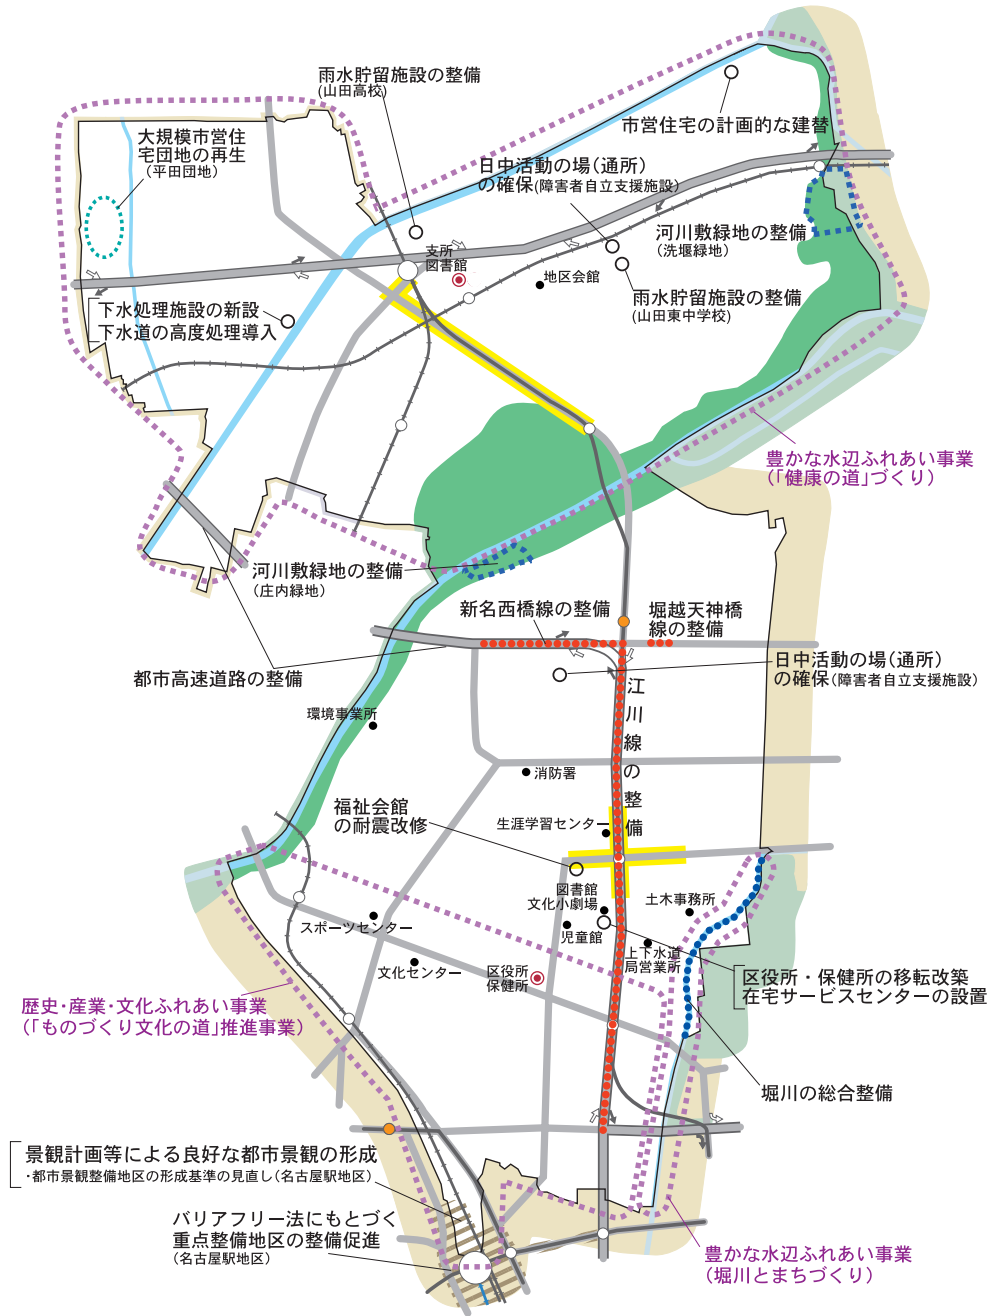 雨水貯留施設の整備
(山田高校)
大規模市営住
宅団地の再生
(平田団地)
市営住宅の計画的な建替
日中活動の場(通所)
の確保(障害者自立支援施設)
河川敷緑地の整備
(洗堰緑地)
支所
図書館
地区会館
雨水貯留施設の整備
(山田東中学校)
下水処理施設の新設
下水道の高度処理導入
豊かな水辺ふれあい事業
(「健康の道」づくり)
河川敷緑地の整備
(庄内緑地)
新名西橋線の整備
堀越天神橋
線の整備
日中活動の場(通所)
の確保(障害者自立支援施設)
都市高速道路の整備
江川線の整備
環境事業所
消防署
福祉会館
の耐震改修
生涯学習センター
図書館
文化小劇場
土木事務所
スポーツセンター
児童館
上下水道
局営業所
文化センター
区役所
保健所
区役所・保健所の移転改築
在宅サービスセンターの設置
歴史・産業・文化ふれあい事業
(「ものづくり文化の道」推進事業)
堀川の総合整備
景観計画等による良好な都市景観の形成
・都市景観整備地区の形成基準の見直し(名古屋駅地区)
バリアフリー法にもとづく
重点整備地区の整備促進
(名古屋駅地区)
豊かな水辺ふれあい事業
(堀川とまちづくり)